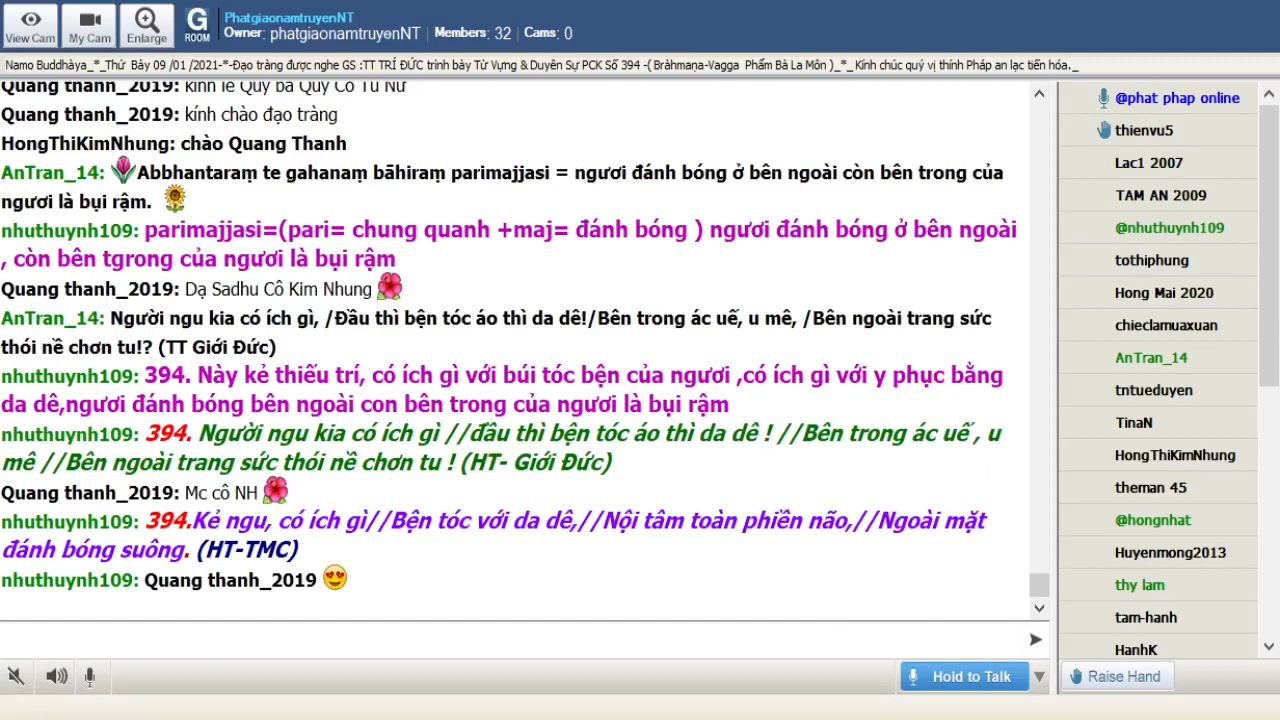 PhatgiaonamtruyenNT
Owner: phatgiaonamtruyenNT | Members: 32 | Cams: 0
View Cam
My Cam
Enlarge
G ROOM
Namo Buddhàya_*_Thứ Bảy 09 /01 /2021-*-Đạo tràng được nghe GS :TT TRÍ ĐỨC trình bày Từ Vựng & Duyên Sự PCK Số 394 -( Bràhmaṇa-Vagga Phẩm Bà La Môn )_*_ Kính chúc quý vị thính Pháp an lạc tiến hóa._
Quang thanh_2019: kính lễ Quý bà Quý Cô Tu Nữ
Quang thanh_2019: kính chào đạo tràng
HongThiKimNhung: chào Quang Thanh
AnTran_14: Abbhantaraṃ te gahanaṃ bāhiraṃ parimajjasi = ngươi đánh bóng ở bên ngoài còn bên trong của
ngươi là bụi rậm.
nhuthuynh109: parimajjasi=(pari= chung quanh +maj= đánh bóng ) ngươi đánh bóng ở bên ngoài
, còn bên tgrong của ngươi là bụi rậm
Quang thanh_2019: Dạ Sadhu Cô Kim Nhung
AnTran_14: Người ngu kia có ích gì, /Đầu thì bện tóc áo thì da dê!/Bên trong ác uế, u mê, /Bên ngoài trang sức
thói nề chơn tu!? (TT Giới Đức)
nhuthuynh109: 394. Này kẻ thiếu trí, có ích gì với búi tóc bện của ngươi ,có ích gì với y phục bằng
da dê,ngươi đánh bóng bên ngoài con bên trong của ngươi là bụi rậm
nhuthuynh109: 394. Người ngu kia có ích gì //đầu thì bện tóc áo thì da dê ! //Bên trong ác uế , u
mê //Bên ngoài trang sức thói nề chơn tu ! (HT- Giới Đức)
Quang thanh_2019: Mc cô NH
nhuthuynh109: 394.Kẻ ngu, có ích gì//Bện tóc với da dê,//Nội tâm toàn phiền não,//Ngoài mặt
đánh bóng suông. (HT-TMC)
nhuthuynh109: Quang thanh_2019
@phat phap online
thienvu5
Lac1 2007
TAM AN 2009
@nhuthuynh109
tothiphung
Hong Mai 2020
chieclamuaxuan
AnTran_14
tntueduyen
TinaN
HongThiKimNhung
theman 45
@hongnhat
Huyenmong2013
thy lam
tam-hanh
HanhK
Hold to Talk
Raise Hand